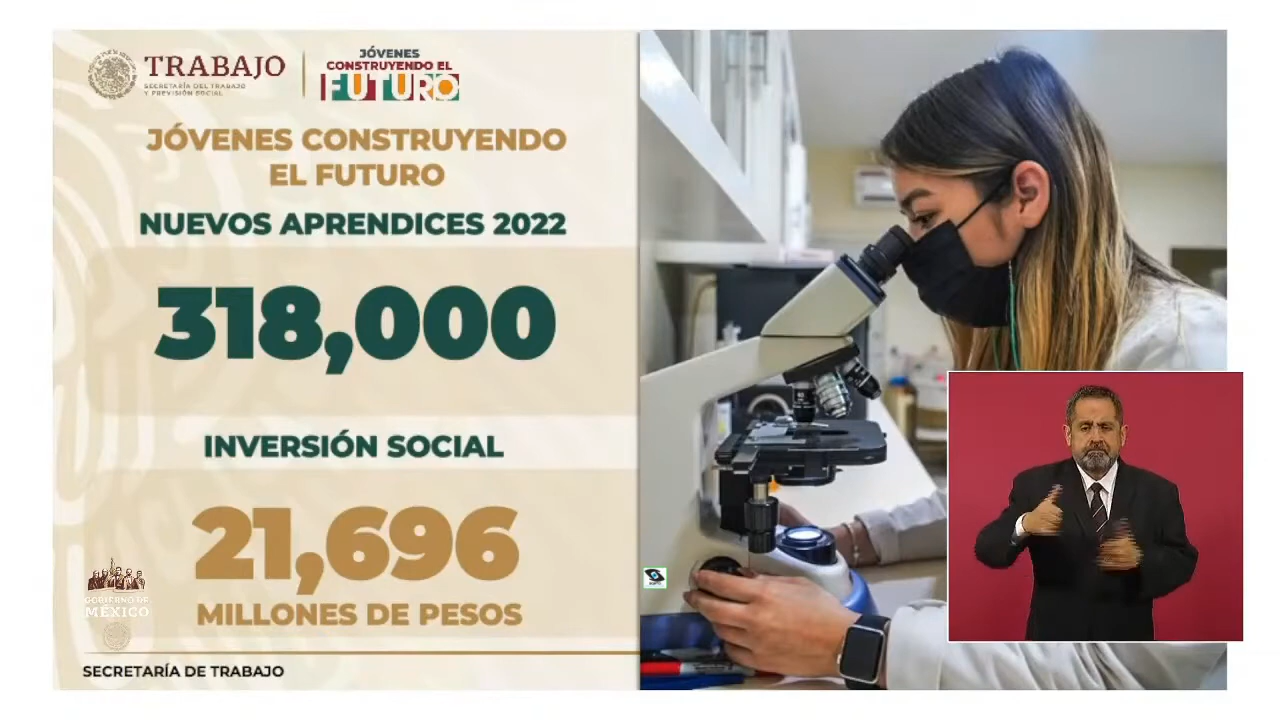 TRABAJO
SECRETARÍA DEL TRABAJO
Y PREVISIÓN SOCIAL
JÓVENES
CONSTRUYENDO EL
FUTURO
JÓVENES CONSTRUYENDO
EL FUTURO
NUEVOS APRENDICES 2022
318,000
INVERSIÓN SOCIAL
21,696
MILLONES DE PESOS
GOBIERNO DE
MÉXICO
SECRETARÍA DE TRABAJO